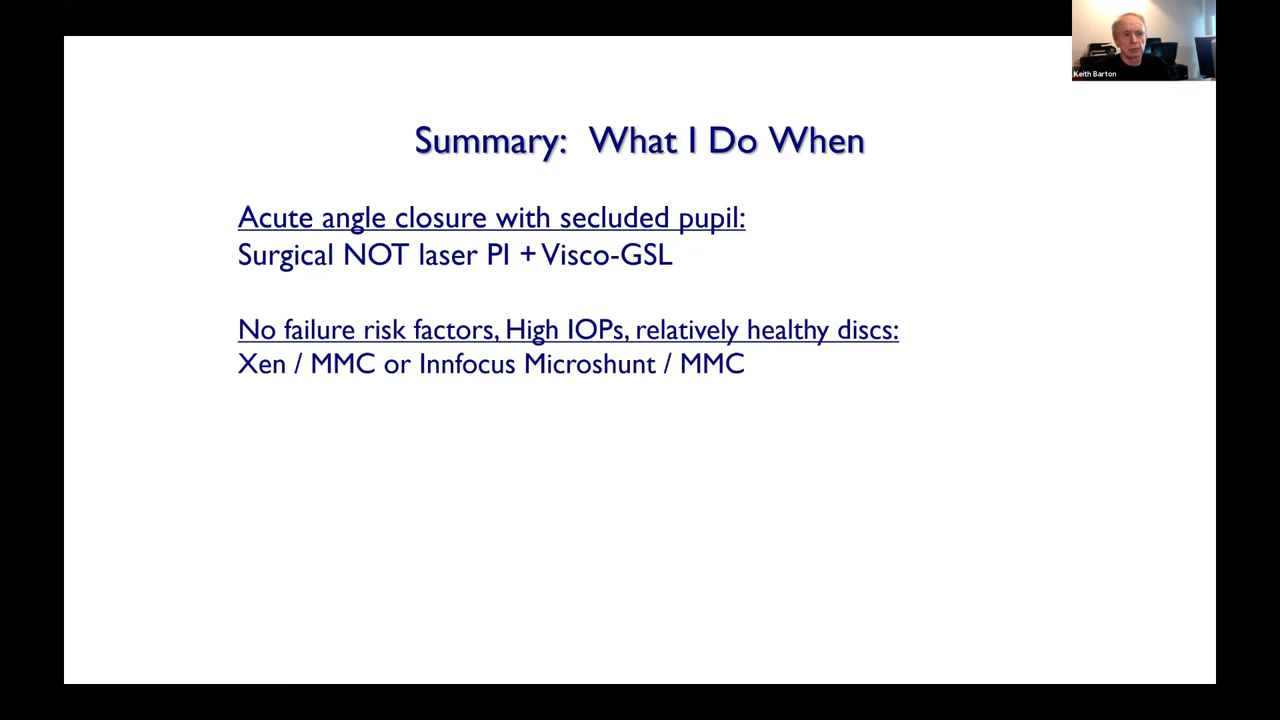 Keith Barton
Summary: What I Do When
Acute angle closure with secluded pupil:
Surgical NOT laser PI + Visco-GSL
No failure risk factors, High IOPs, relatively healthy discs:
Xen / MMC or Innfocus Microshunt / MMC